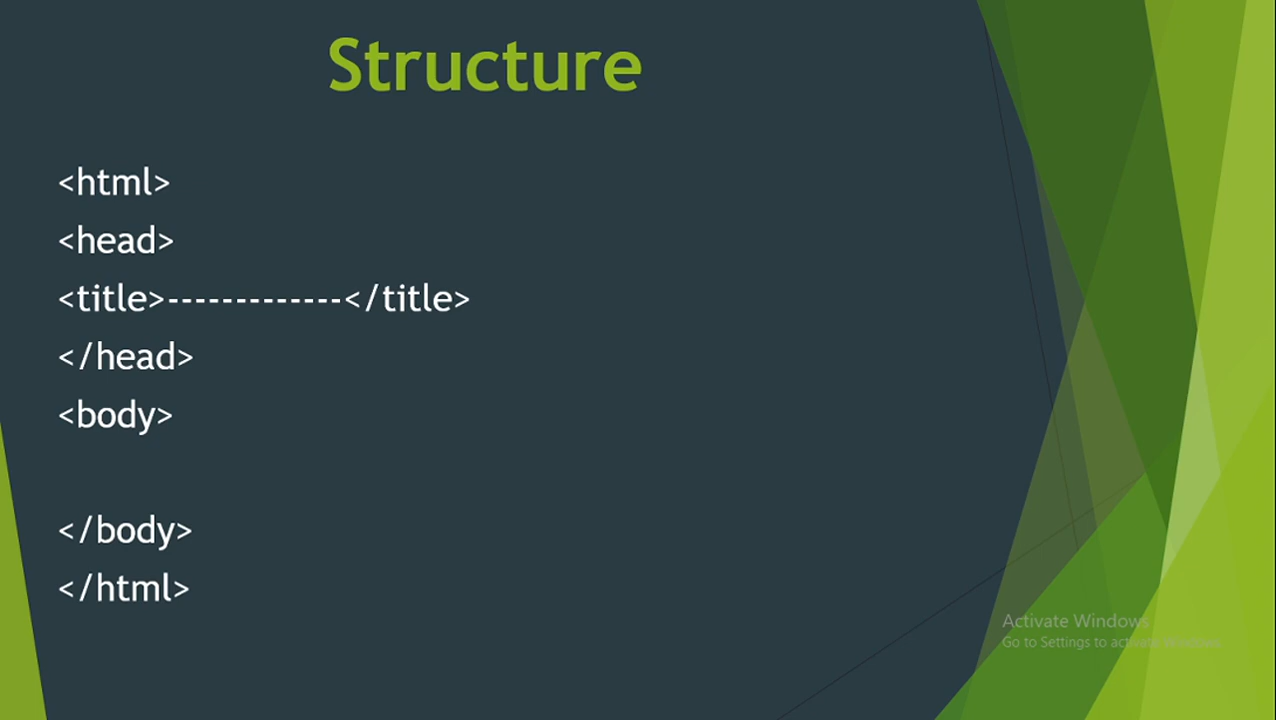 Structure
<html>
<head>
<title>-------------</title>
</head>
<body>
</body>
</html>
Activate Windows
Go to Settings to activate Windows.